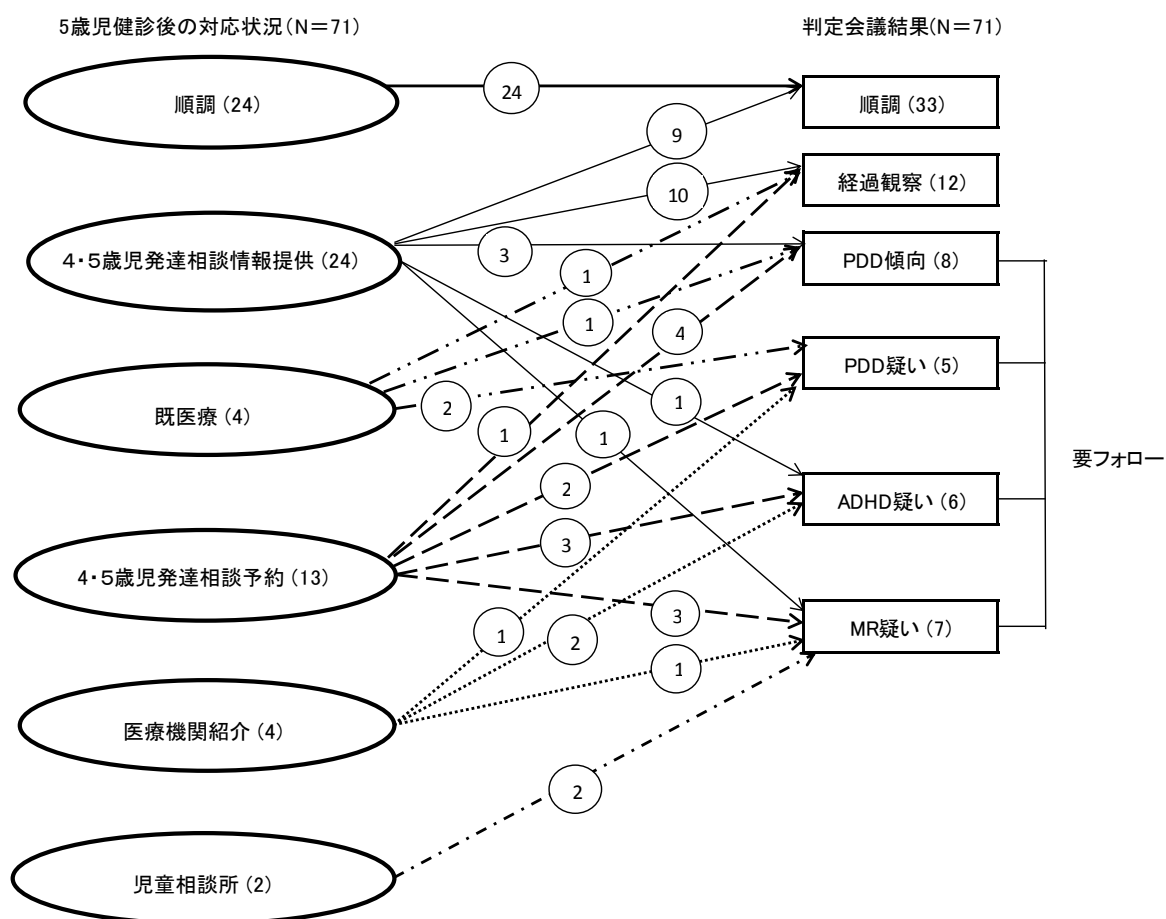 5歳児健診後の対応状況(N=71)
判定会議結果(N=71)
順調(24)
24
順調(33)
9
経過観察(12)
10
4・5歳児発達相談情報提供(24)
3
PDD傾向(8)
1
1
4
PDD疑い(5)
既医療(4)
2
1
1
1
要フォロー
2
ADHD疑い(6)
3
4・5歳児発達相談予約(13)
3
MR疑い(7)
1
2
1
医療機関紹介(4)
2
児童相談所(2)